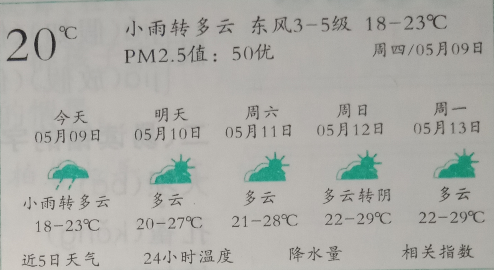 20℃
小雨转多云 东风3-5级 18-23℃
PM2.5值：50优 周四/05月09日
今天 明天 周六 周日 周一
05月09日 05月10日 05月11日 05月12日 05月13日
小雨转多云 多云 多云 多云转阴 多云
18-23℃ 20-27℃ 21-28℃ 22-29℃ 22-29℃
近5日天气 24小时温度 降水量 相关指数